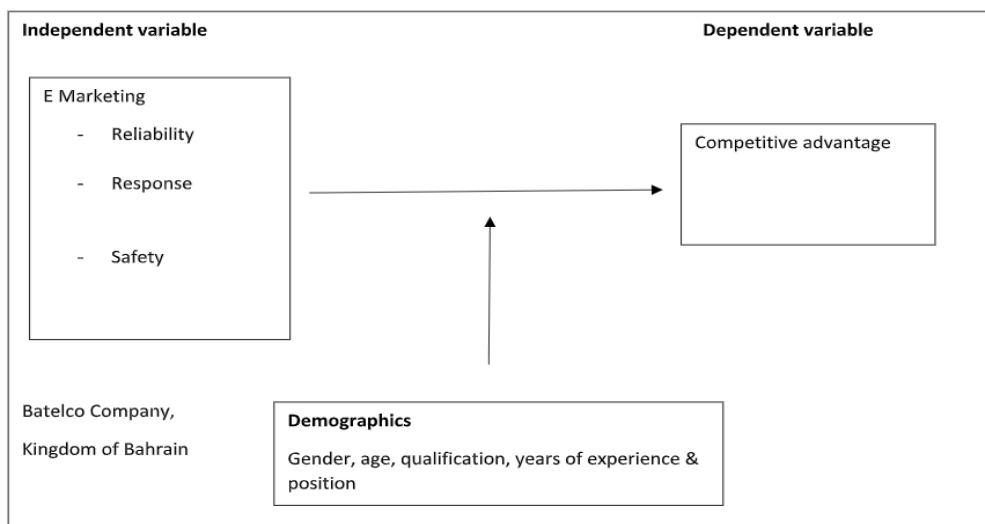 Independent variable
Dependent variable
E Marketing
- Reliability
- Response
- Safety
Competitive advantage
Batelco Company,
Kingdom of Bahrain
Demographics
Gender, age, qualification, years of experience &
position